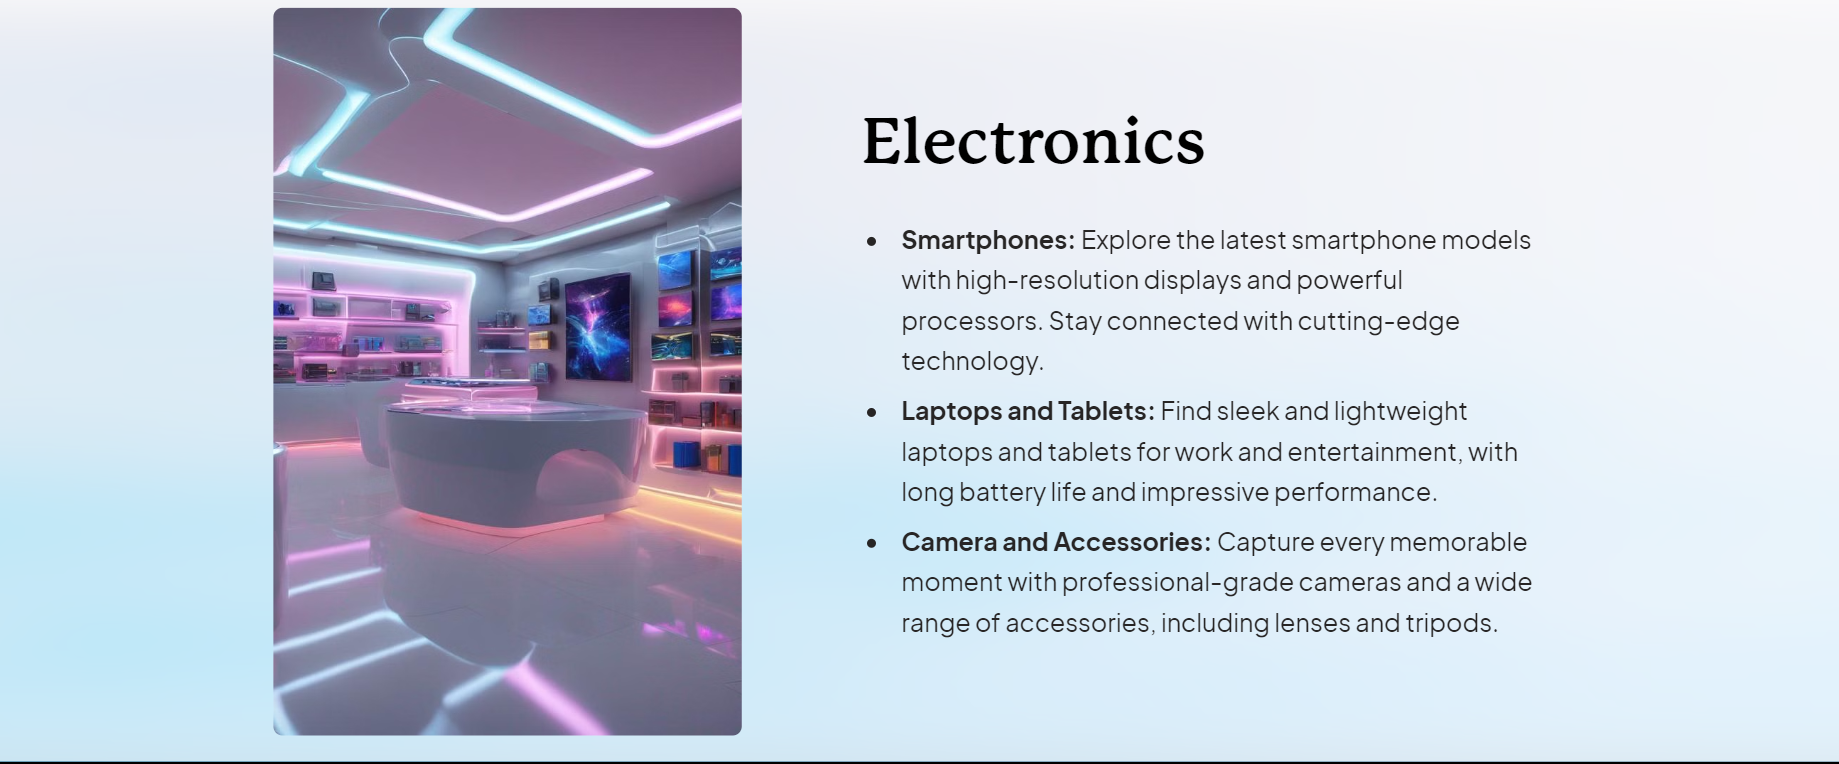 Electronics
• Smartphones: Explore the latest smartphone models
with high-resolution displays and powerful
processors. Stay connected with cutting-edge
technology.
• Laptops and Tablets: Find sleek and lightweight
laptops and tablets for work and entertainment, with
long battery life and impressive performance.
• Camera and Accessories: Capture every memorable
moment with professional-grade cameras and a wide
range of accessories, including lenses and tripods.